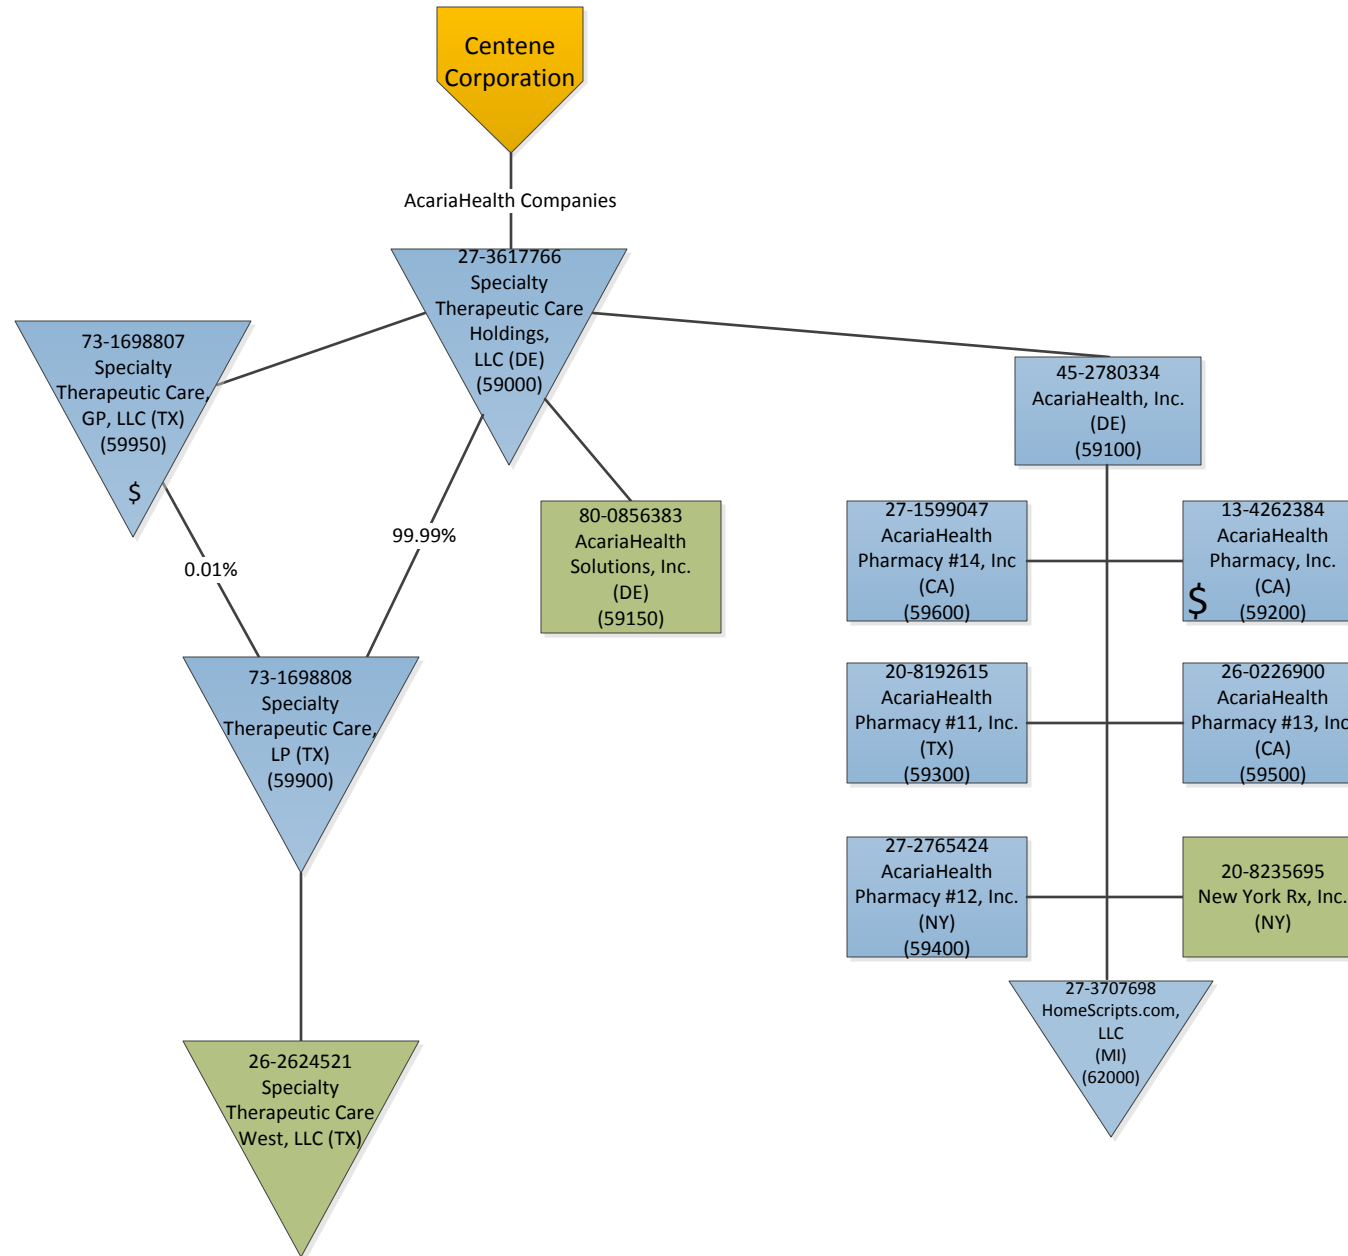 Centene
Corporation
AcariaHealth Companies
27-3617766
Specialty
Therapeutic Care
Holdings,
LLC (DE)
(59000)
73-1698807
Specialty
Therapeutic Care,
GP, LLC (TX)
(59950)
$
0.01%
99.99%
80-0856383
AcariaHealth
Solutions, Inc.
(DE)
(59150)
45-2780334
AcariaHealth, Inc.
(DE)
(59100)
27-1599047
AcariaHealth
Pharmacy #14, Inc
(CA)
(59600)
13-4262384
AcariaHealth
Pharmacy, Inc.
(CA)
$ (59200)
73-1698808
Specialty
Therapeutic Care,
LP (TX)
(59900)
20-8192615
AcariaHealth
Pharmacy #11, Inc.
(TX)
(59300)
26-0226900
AcariaHealth
Pharmacy #13, Inc
(CA)
(59500)
27-2765424
AcariaHealth
Pharmacy #12, Inc.
(NY)
(59400)
20-8235695
New York Rx, Inc.
(NY)
27-3707698
HomeScripts.com,
LLC
(MI)
(62000)
26-2624521
Specialty
Therapeutic Care
West, LLC (TX)